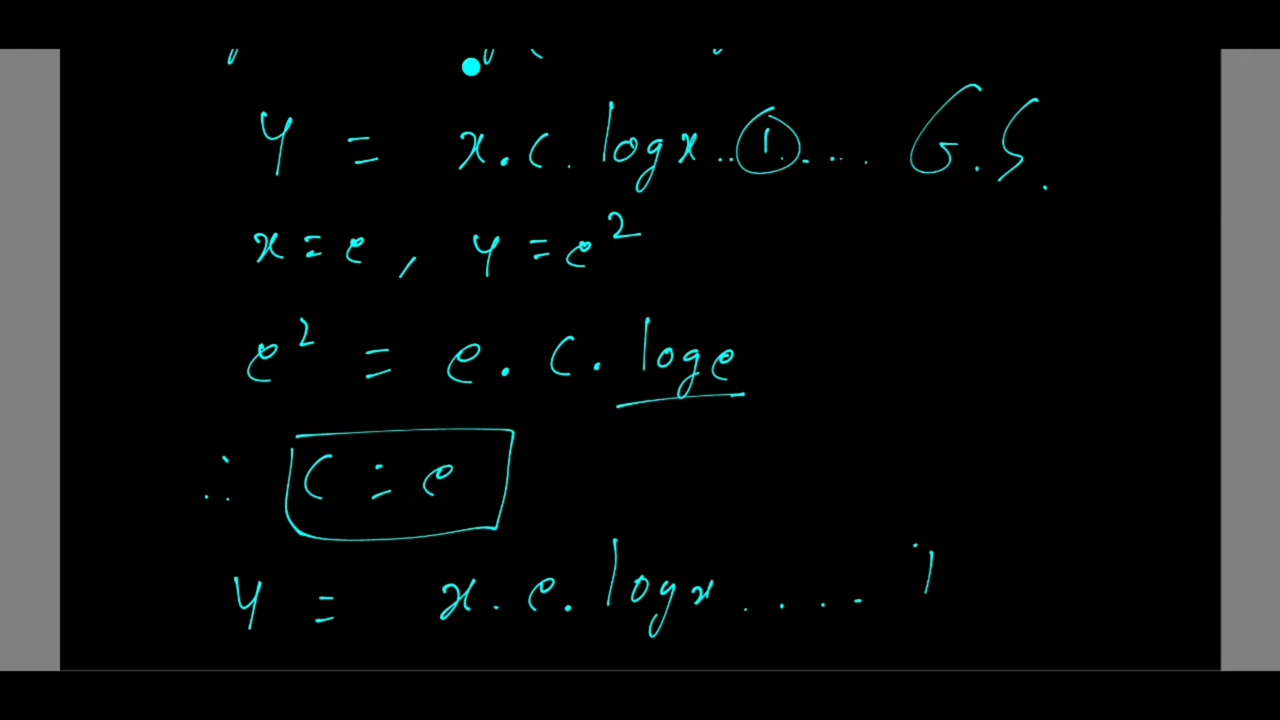 y = x.c.logx..①.... G.S.
x=e, y=e²
e² = e.c.loge
∴ c=e
y = x.e.logx....